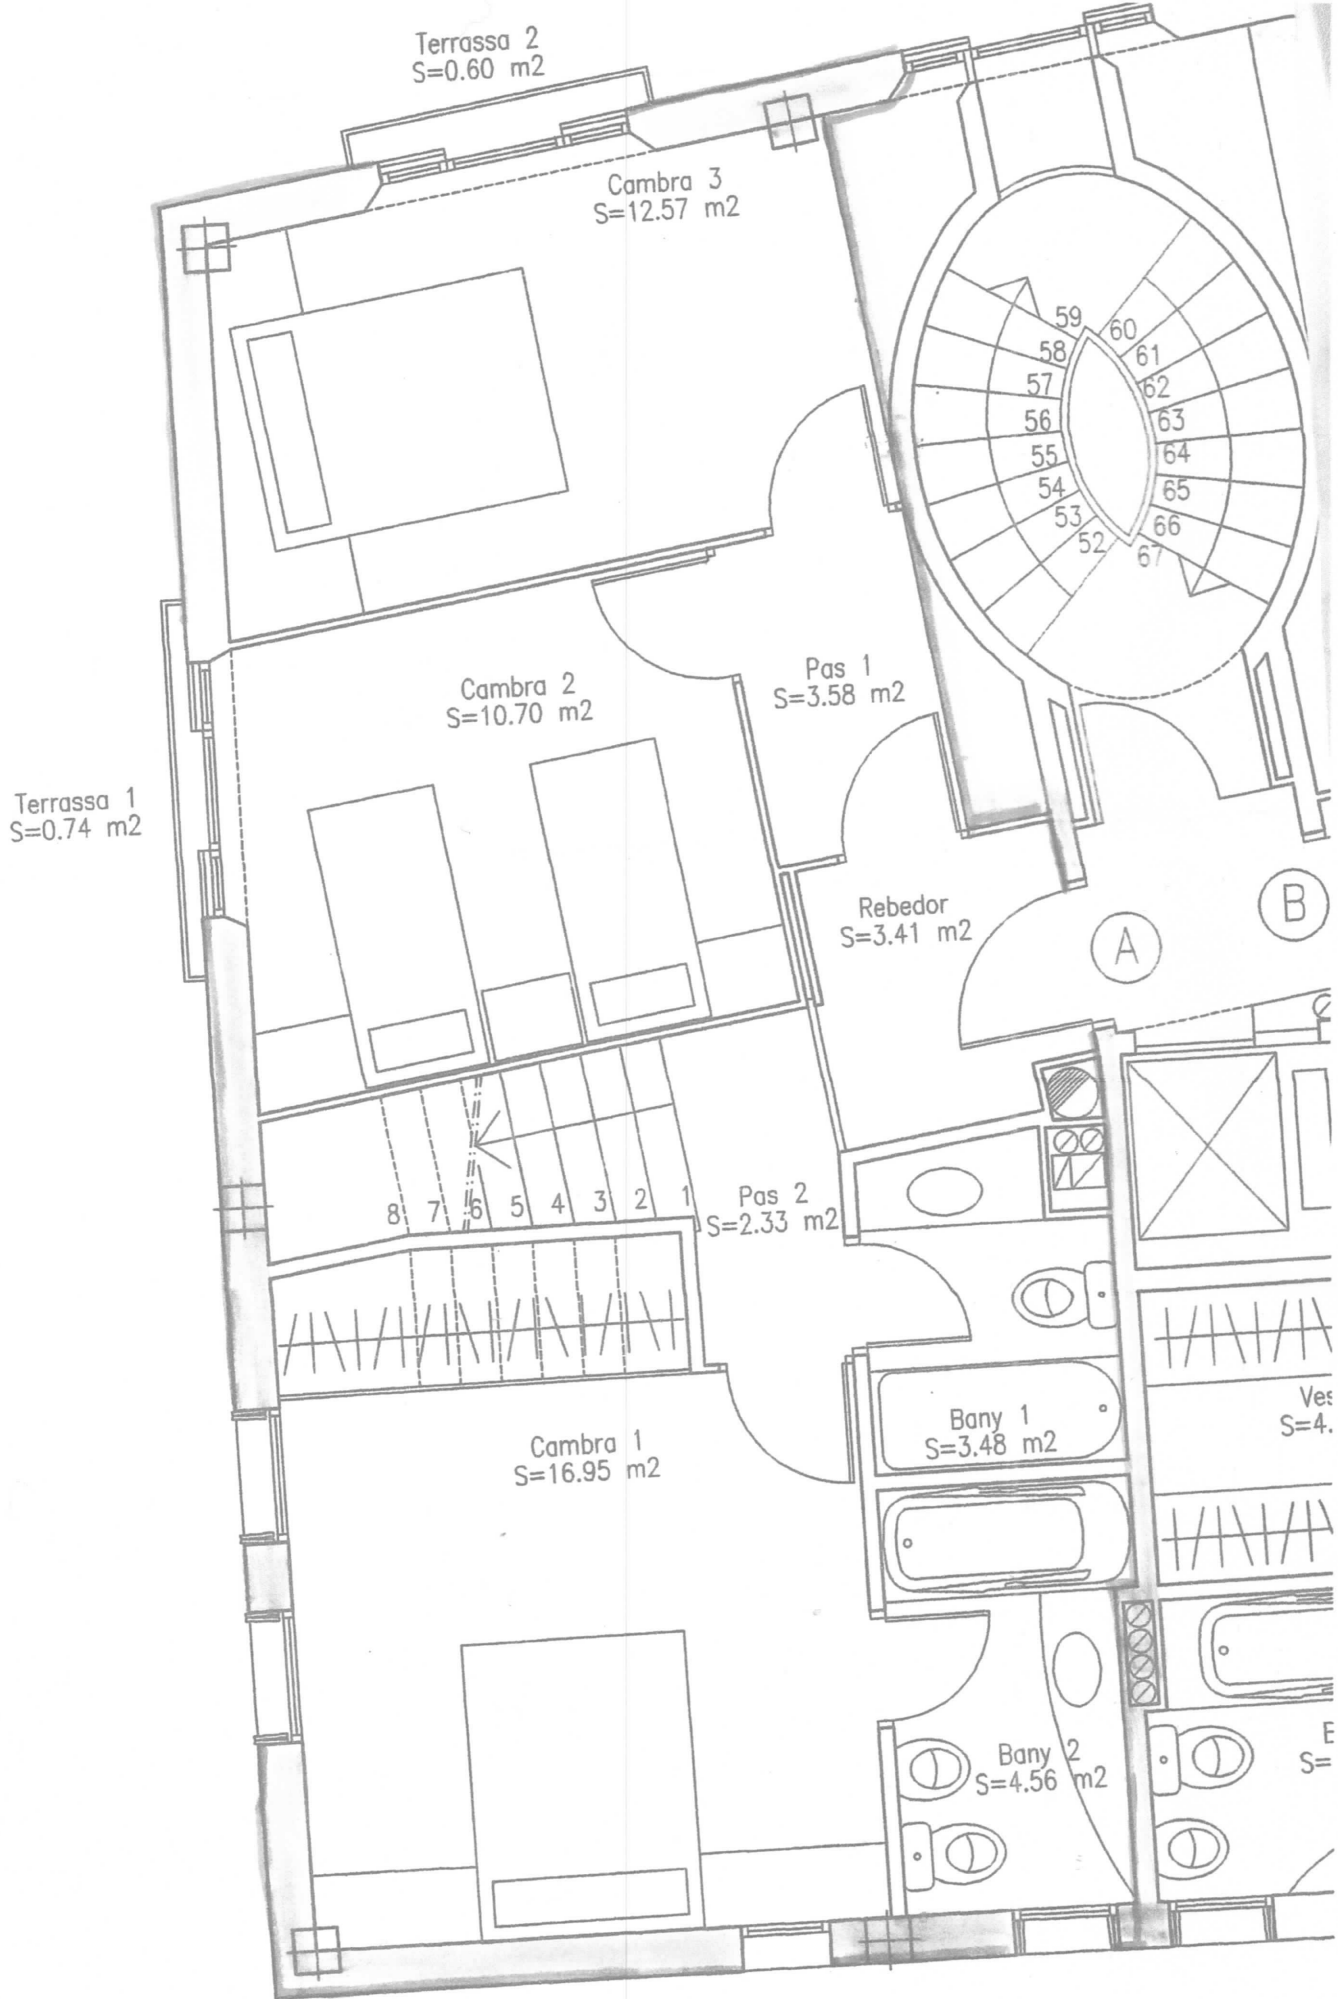 Terrassa 2
S=0.60 m2
Cambra 3
S=12.57 m2
59
60
58
61
57
62
56
63
55
64
54
65
53
66
52
67
Cambra 2
S=10.70 m2
Pas 1
S=3.58 m2
Terrassa 1
S=0.74 m2
Rebedor
S=3.41 m2
A
B
8 7 6 5 4 3 2 1
Pas 2
S=2.33 m2
Bany 1
S=3.48 m2
Ves
S=4.
Cambra 1
S=16.95 m2
Bany 2
S=4.56 m2
S=